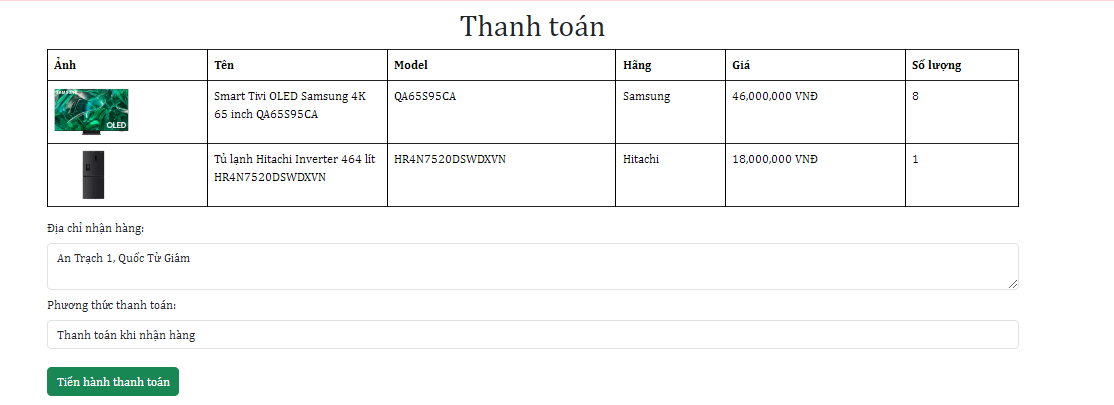 Thanh toán
Ảnh Tên Model Hãng Giá Số lượng
SAMSUNG
OLED
Smart Tivi OLED Samsung 4K
65 inch QA65S95CA
QA65S95CA
Samsung
46,000,000 VNĐ
8
Tủ lạnh Hitachi Inverter 464 lít
HR4N7520DSWDXVN
HR4N7520DSWDXVN
Hitachi
18,000,000 VNĐ
1
Địa chỉ nhận hàng:
An Trạch 1, Quốc Tử Giám
Phương thức thanh toán:
Thanh toán khi nhận hàng
Tiến hành thanh toán